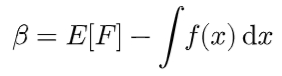 β = E[F] − ∫ f(x) dx